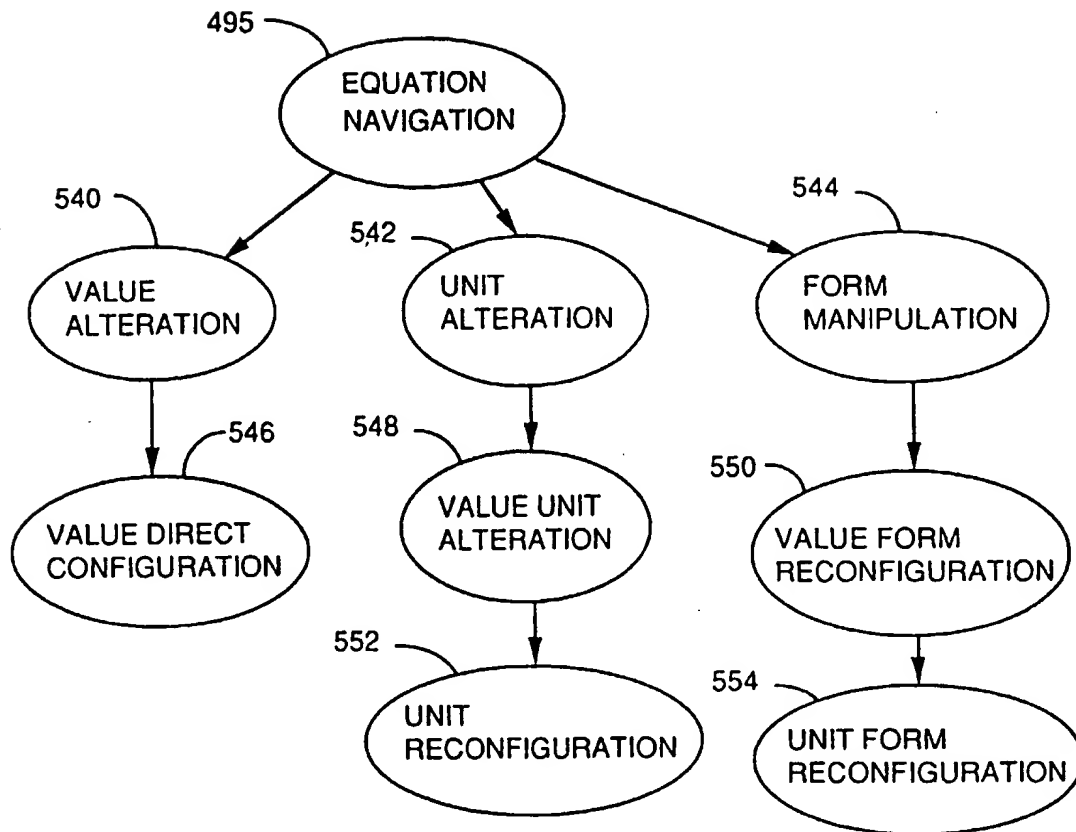 495
EQUATION
NAVIGATION
540
VALUE
ALTERATION
542
UNIT
ALTERATION
544
FORM
MANIPULATION
546
VALUE DIRECT
CONFIGURATION
548
VALUE UNIT
ALTERATION
550
VALUE FORM
RECONFIGURATION
552
UNIT
RECONFIGURATION
554
UNIT FORM
RECONFIGURATION